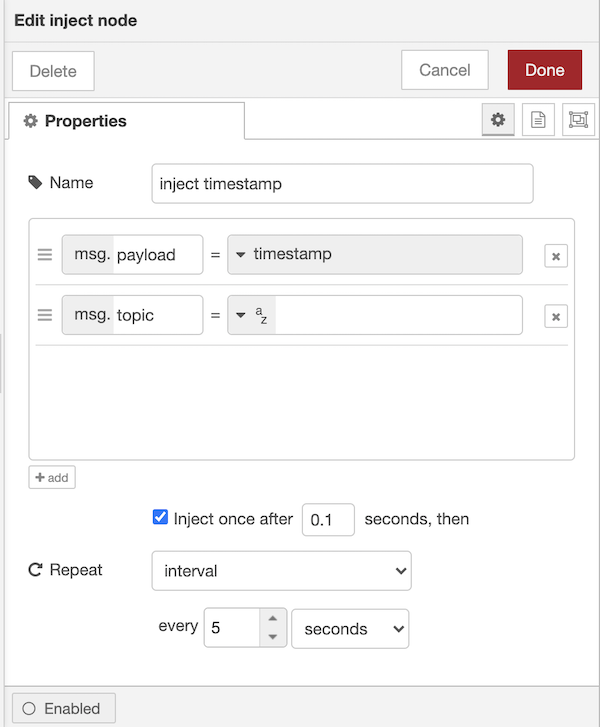 Edit inject node
Delete Cancel Done
Properties
Name inject timestamp
msg. payload = timestamp
msg. topic = az
+ add
Inject once after 0.1 seconds, then
Repeat interval
every 5 seconds
Enabled